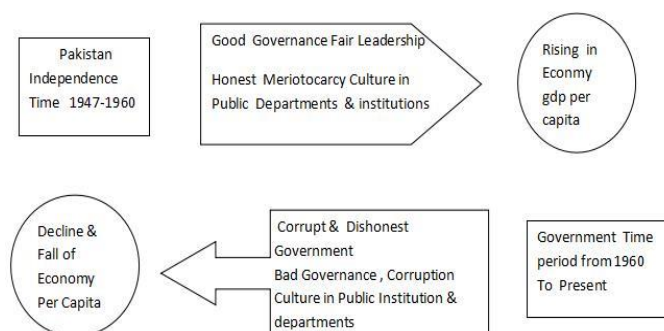 Pakistan
Independence
Time 1947-1960
Good Governance Fair Leadership
Honest Meriotocarcy Culture in
Public Departments & institutions
Rising in
Econmy
gdp per
capita
Decline &
Fall of
Economy
Per Capita
Corrupt & Dishonest
Government
Bad Governance , Corruption
Culture in Public Institution &
departments
Government Time
period from 1960
To Present